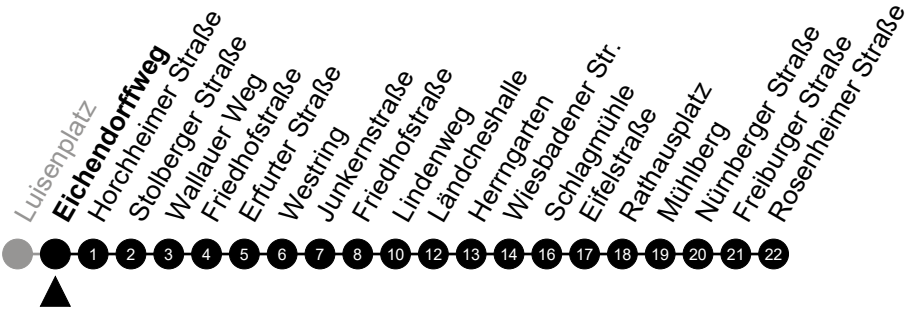 Luisenplatz
Eichendorffweg
Horchheimer Straße
Stolberger Straße
Wallauer Weg
Friedhofstraße
Erfurter Straße
Westring
Junkernstraße
Friedhofstraße
Lindenweg
Ländcheshalle
Herrngarten
Wiesbadener Str.
Schlagmühle
Eifelstraße
Rathausplatz
Mühlberg
Nürnberger Straße
Freiburger Straße
Rosenheimer Straße
1 2 3 4 5 6 7 8 10 12 13 14 16 17 18 19 20 21 22